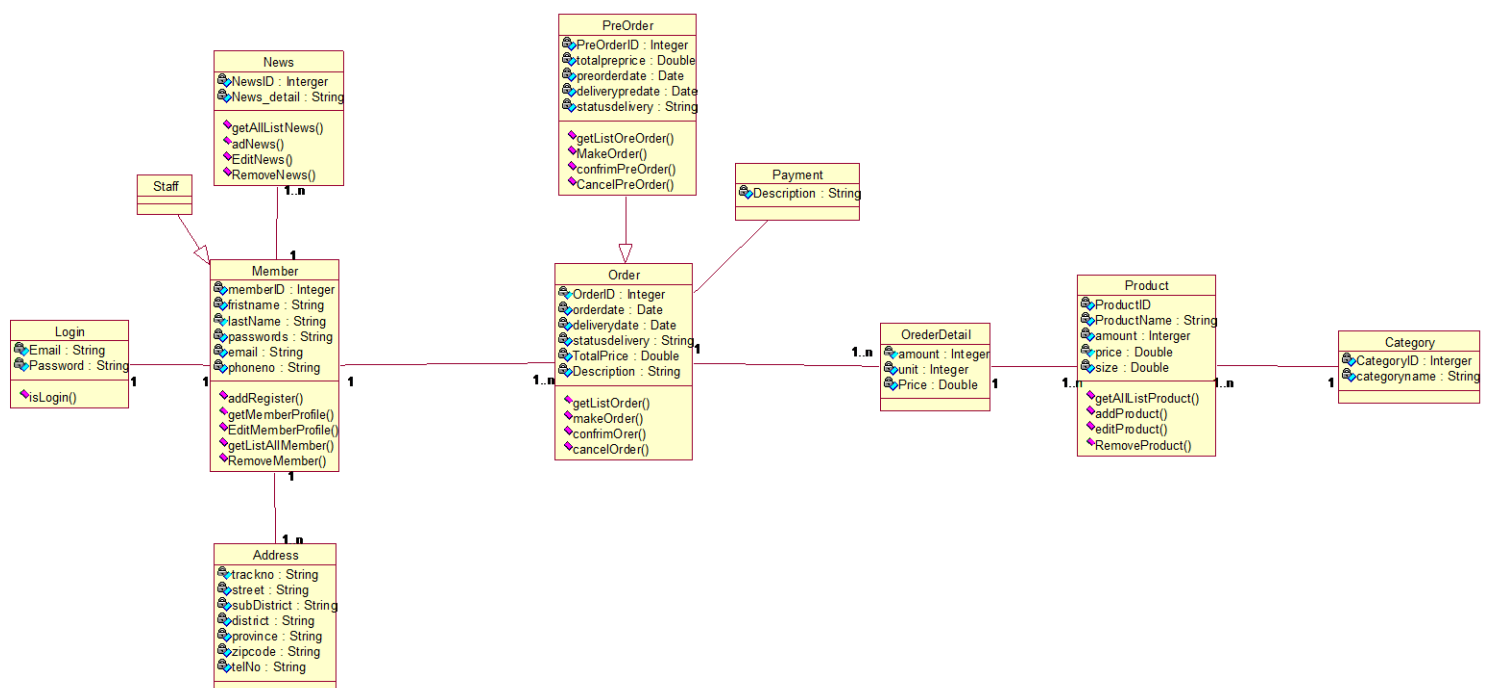 PreOrder
PreOrderID : Integer
totalpreprice : Double
preorderdate : Date
deliverypredate : Date
statusdelivery : String
getListOreOrder()
MakeOrder()
confrimPreOrder()
CancelPreOrder()
News
NewsID : Interger
News_detail : String
getAllListNews()
adNews()
EditNews()
RemoveNews()
1..n
1
Staff
Payment
Description : String
Member
memberID : Integer
fristname : String
lastName : String
passwords : String
email : String
phoneno : String
addRegister()
getMemberProfile()
EditMemberProfile()
getListAllMember()
RemoveMember()
Login
Email : String
Password : String
isLogin()
1
1
1
1..n
Order
OrderID : Integer
orderdate : Date
deliverydate : Date
statusdelivery : String
TotalPrice : Double
Description : String
getListOrder()
makeOrder()
confrimOrer()
cancelOrder()
1
1..n
OrederDetail
amount : Integer
unit : Integer
Price : Double
1
1..n
Product
ProductID
ProductName : String
amount : Interger
price : Double
size : Double
getAllListProduct()
addProduct()
editProduct()
RemoveProduct()
1..n
1
Category
CategoryID : Interger
categoryname : String
1
1..n
Address
trackno : String
street : String
subDistrict : String
district : String
province : String
zipcode : String
telNo : String